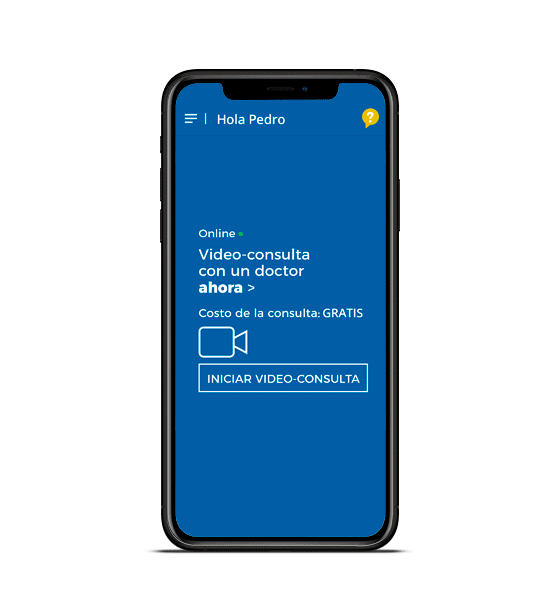 Hola Pedro
?
Online
Video-consulta
con un doctor
ahora >
Costo de la consulta: GRATIS
INICIAR VIDEO-CONSULTA